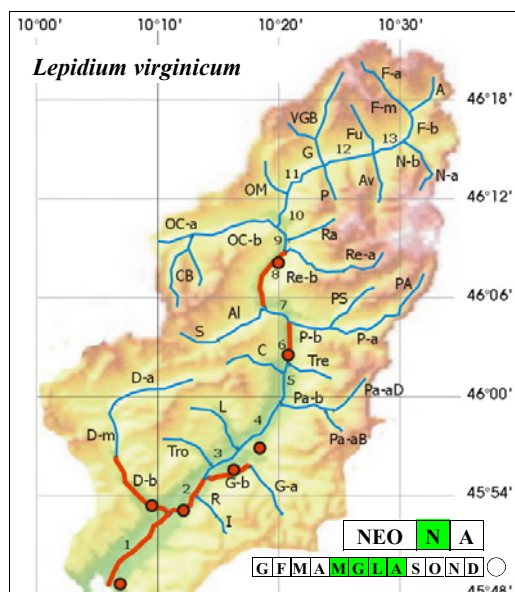 10°00' 10°10' 10°20' 10°30'
Lepidium virginicum
F-a
A
46°18'
F-m
VGB
Fu
13
F-b
12
G
N-b
11
N-a
OM
P
Av
46°12'
10
OC-a
Ra
9
OC-b
Re-a
8
Re-b
CB
PA
46°06'
PS
7
Al
S
P-b
P-a
6
C
Tre
5
D-a
46°00'
Pa-aD
Pa-b
L
4
D-m
Pa-aB
Tro
3
D-b
G-b
G-a
45°54'
2
R
I
1
NEO N A
G F M A M G L A S O N D
45°48'